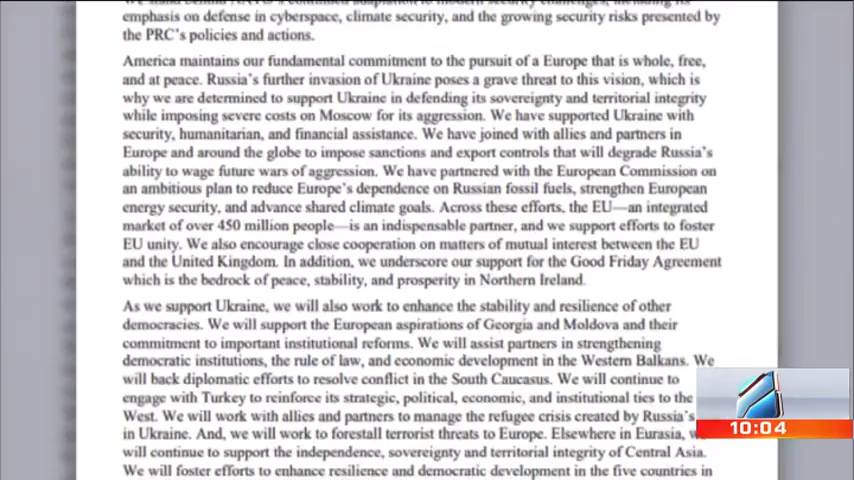 emphasis on defense in cyberspace, climate security, and the growing security risks presented by
the PRC's policies and actions.
America maintains our fundamental commitment to the pursuit of a Europe that is whole, free,
and at peace. Russia's further invasion of Ukraine poses a grave threat to this vision, which is
why we are determined to support Ukraine in defending its sovereignty and territorial integrity
while imposing severe costs on Moscow for its aggression. We have supported Ukraine with
security, humanitarian, and financial assistance. We have joined with allies and partners in
Europe and around the globe to impose sanctions and export controls that will degrade Russia's
ability to wage future wars of aggression. We have partnered with the European Commission on
an ambitious plan to reduce Europe's dependence on Russian fossil fuels, strengthen European
energy security, and advance shared climate goals. Across these efforts, the EU—an integrated
market of over 450 million people—is an indispensable partner, and we support efforts to foster
EU unity. We also encourage close cooperation on matters of mutual interest between the EU
and the United Kingdom. In addition, we underscore our support for the Good Friday Agreement
which is the bedrock of peace, stability, and prosperity in Northern Ireland.
As we support Ukraine, we will also work to enhance the stability and resilience of other
democracies. We will support the European aspirations of Georgia and Moldova and their
commitment to important institutional reforms. We will assist partners in strengthening
democratic institutions, the rule of law, and economic development in the Western Balkans. We
will back diplomatic efforts to resolve conflict in the South Caucasus. We will continue to
engage with Turkey to reinforce its strategic, political, economic, and institutional ties to the
West. We will work with allies and partners to manage the refugee crisis created by Russia's
in Ukraine. And, we will work to forestall terrorist threats to Europe. Elsewhere in Eurasia,
will continue to support the independence, sovereignty and territorial integrity of Central Asia.
We will foster efforts to enhance resilience and democratic development in the five countries in
10:04